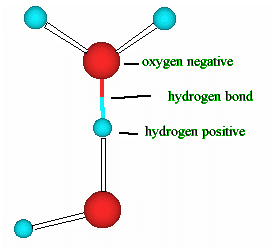 oxygen negative
hydrogen bond
hydrogen positive